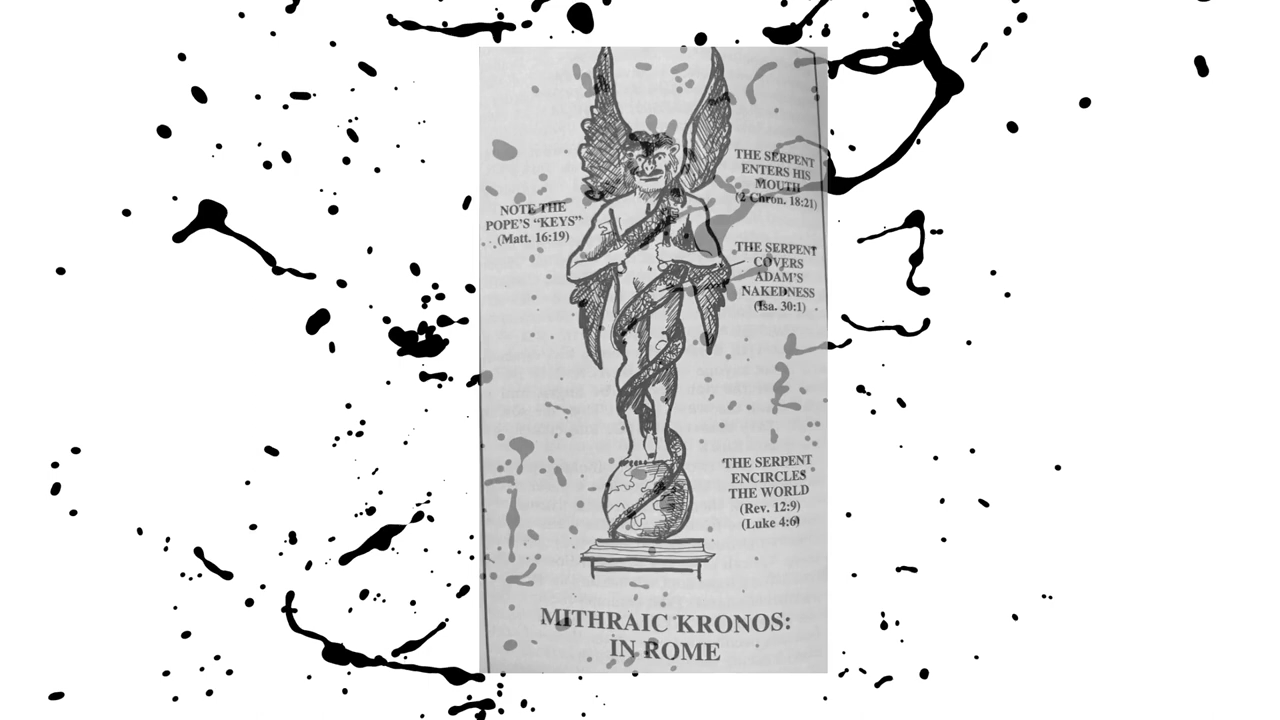 NOTE THE
POPE'S "KEYS"
(Matt. 16:19)
THE SERPENT
ENTERS HIS
MOUTH
(2 Chron. 18:21)
THE SERPENT
COVERS
ADAM'S
NAKEDNESS
(Isa. 30:1)
THE SERPENT
ENCIRCLES
THE WORLD
(Rev. 12:9)
(Luke 4:6)
MITHRAIC KRONOS:
IN ROME